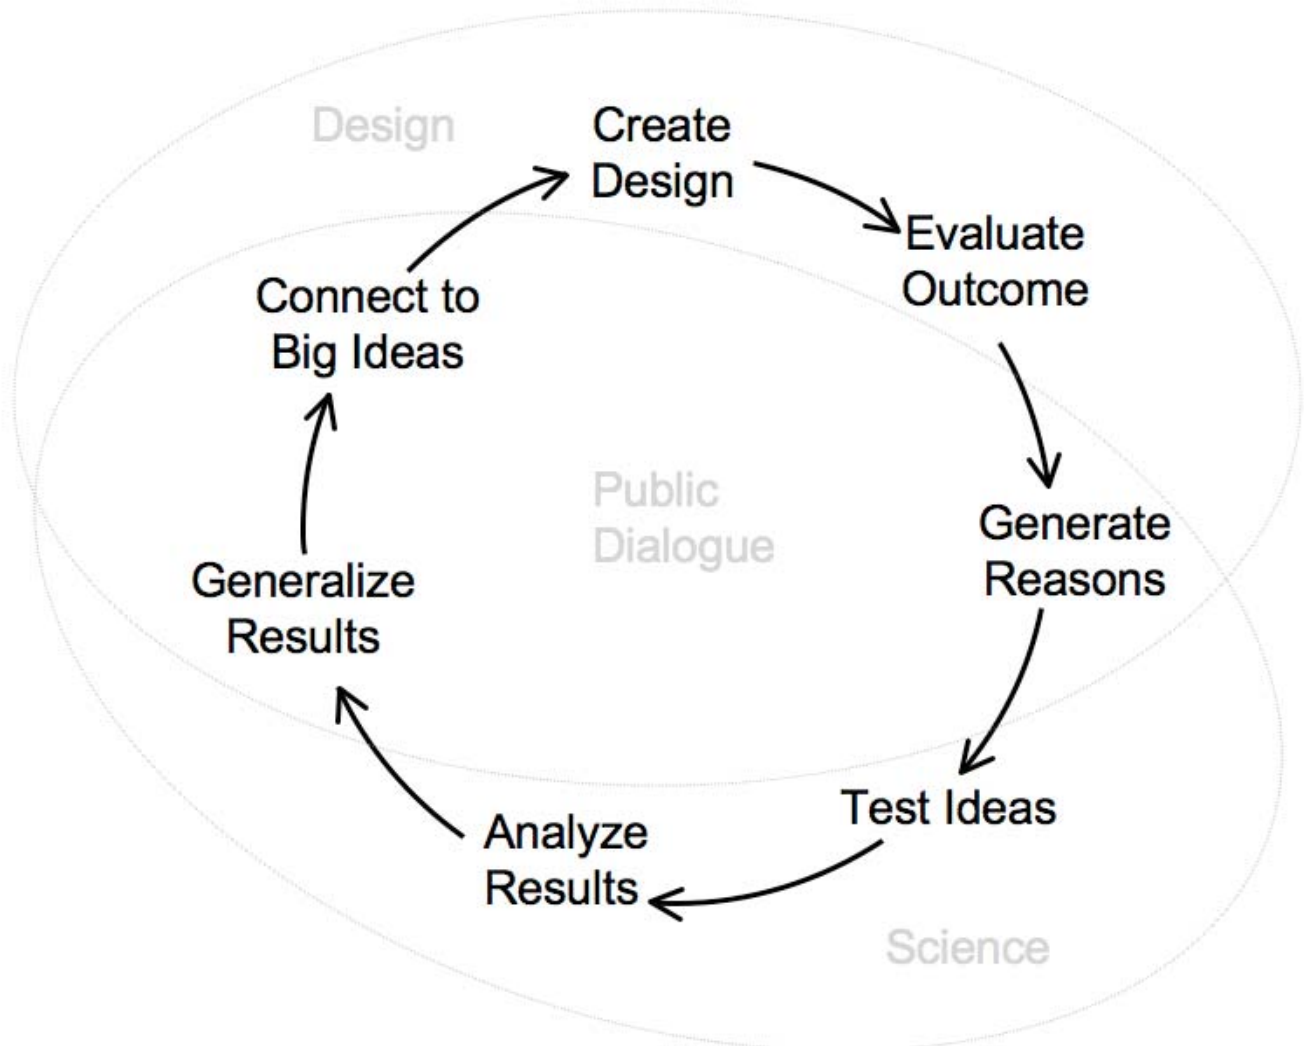 Design
Create
Design
Evaluate
Outcome
Connect to
Big Ideas
Public
Dialogue
Generate
Reasons
Generalize
Results
Test Ideas
Analyze
Results
Science